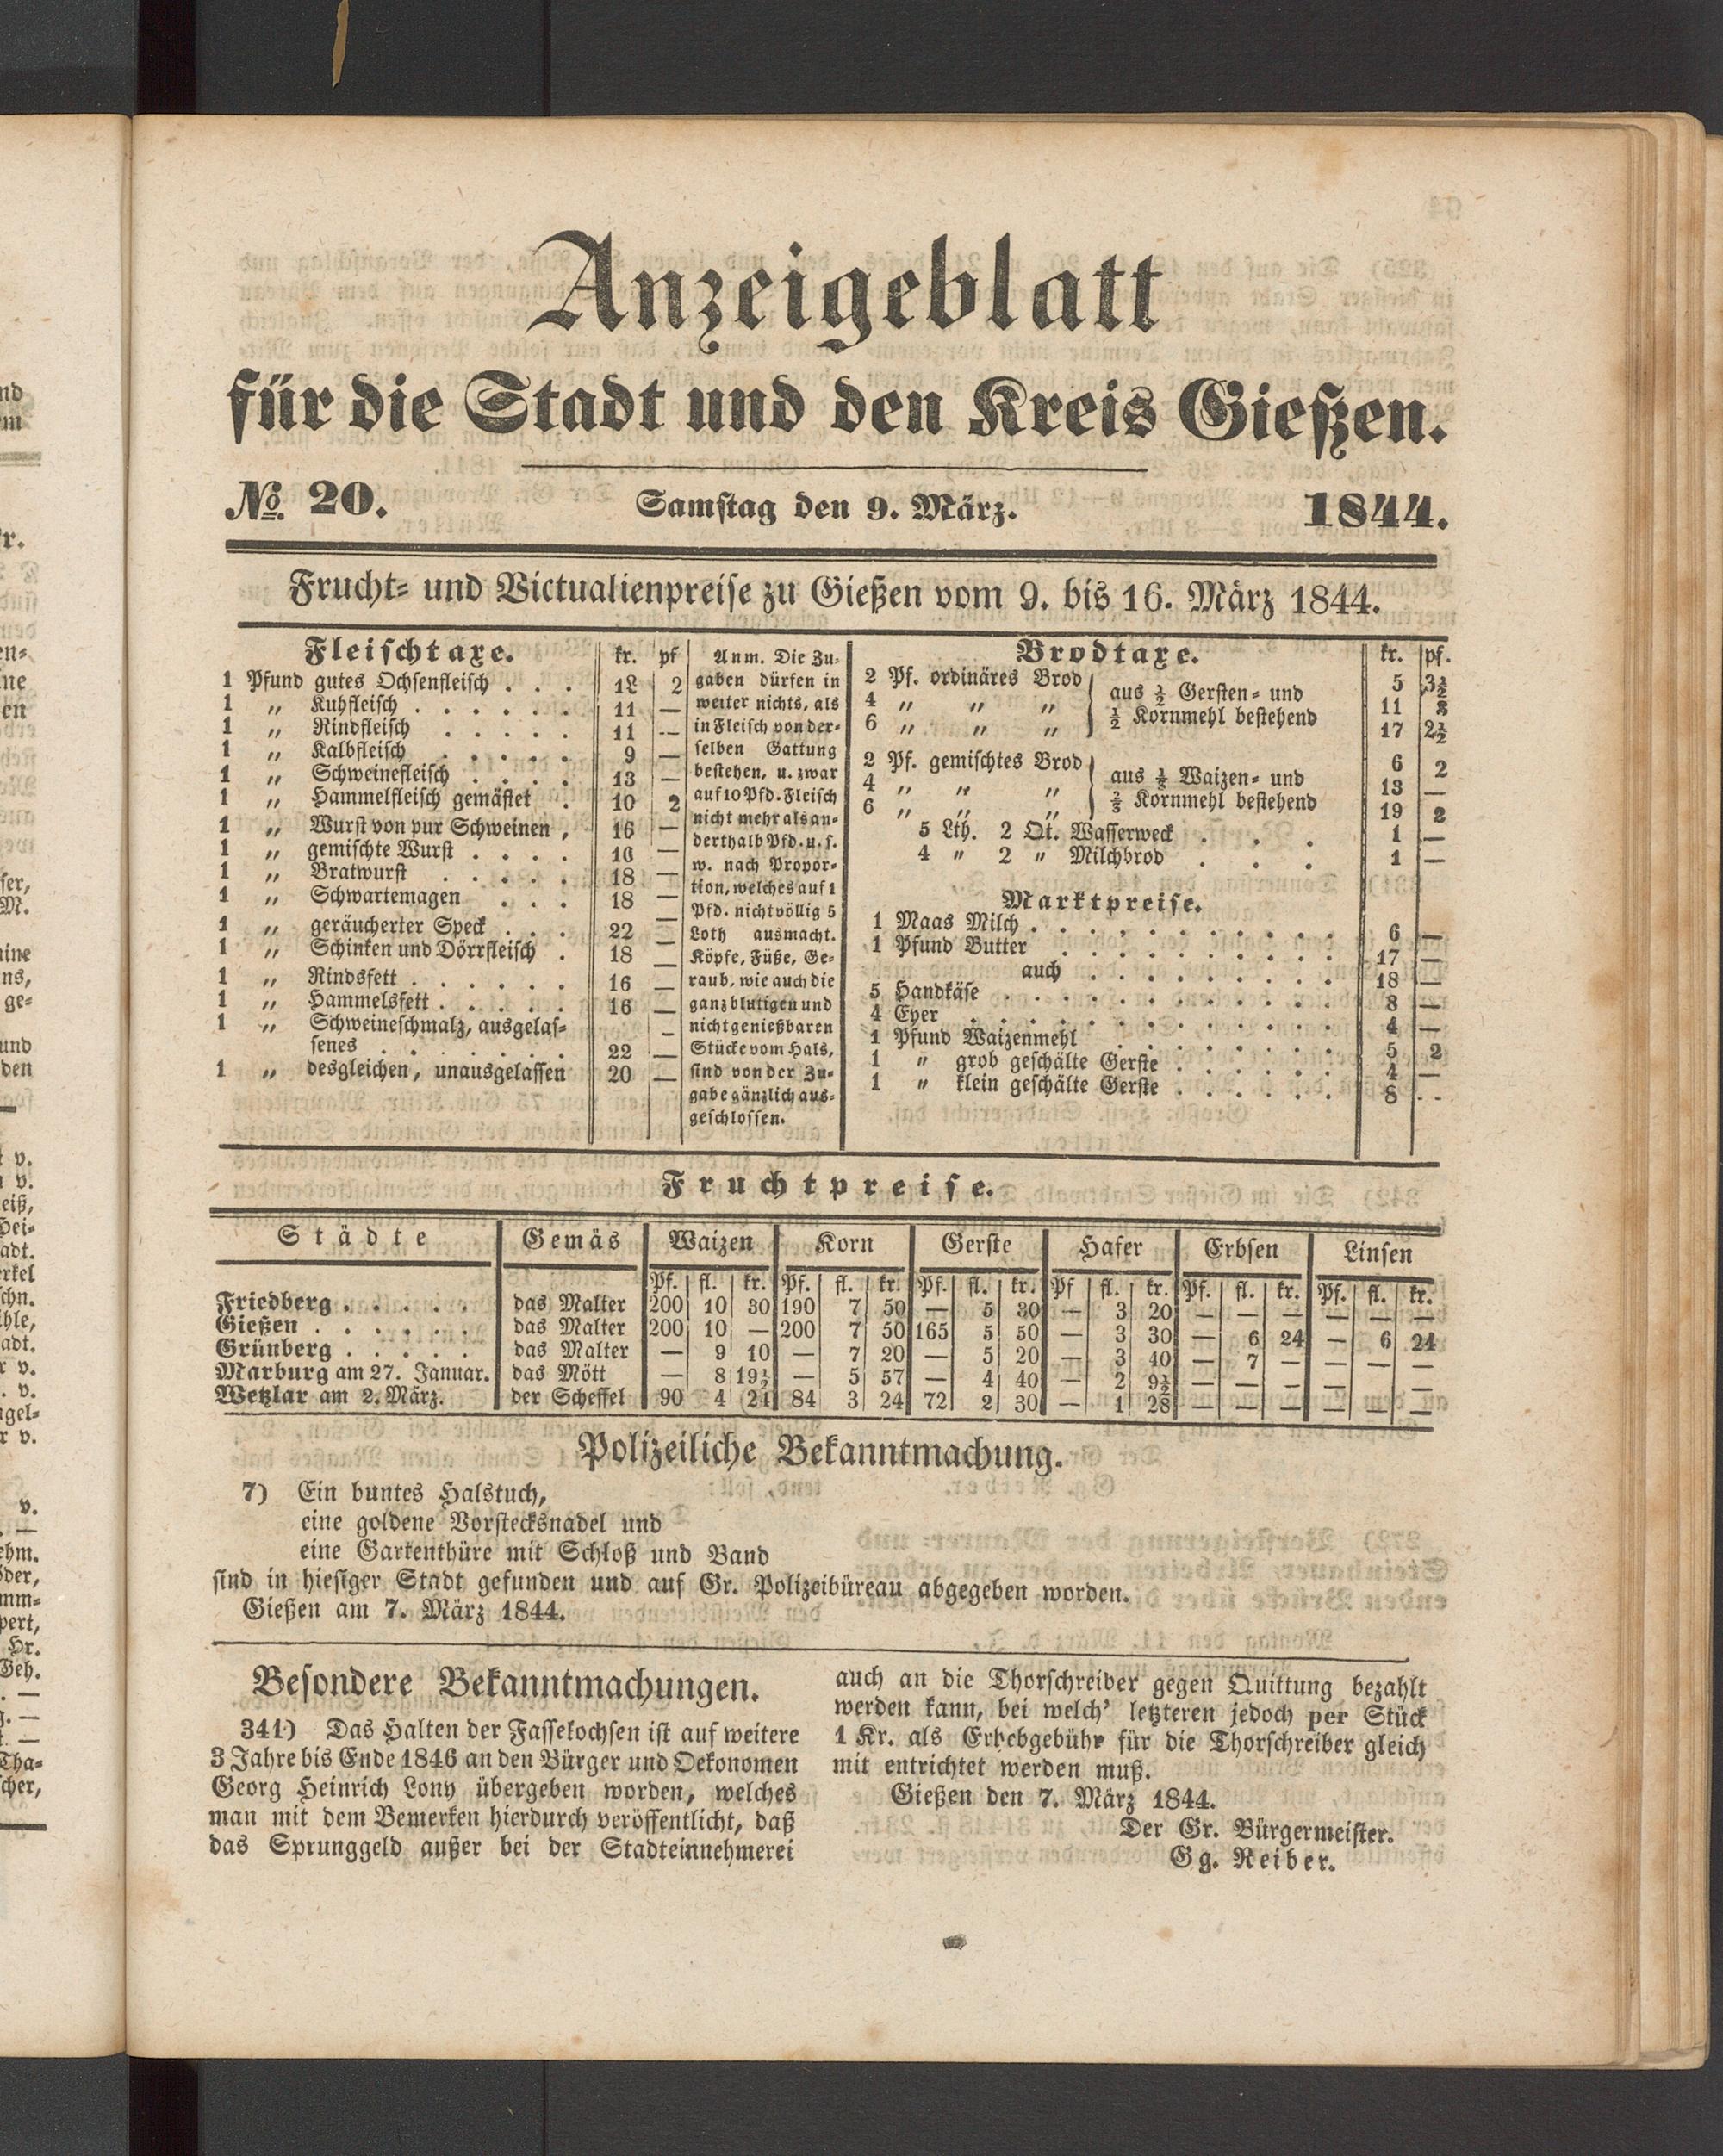 Anzeigeblatt
für die Stadt und den Kreis Gießen.
No. 20. Samstag den 9. März. 1844.
Frucht- und Victualienpreise zu Gießen vom 9. bis 16. März 1844.
Fleischtaxe. kr. pf
1 Pfund gutes Ochsenfleisch . . . 12 2
1 „ Kuhfleisch . . . . . . 11 —
1 „ Rindfleisch . . . . . 11 —
1 „ Kalbfleisch . . . . . 9 —
1 „ Schweinefleisch . . . . 13 —
1 „ Hammelfleisch gemästet . 10 2
1 „ Wurst von pur Schweinen , 16 —
1 „ gemischte Wurst . . . . 16 —
1 „ Bratwurst . . . . . 18 —
1 „ Schwartemagen . . . 18 —
1 „ geräucherter Speck . . . 22 —
1 „ Schinken und Dörrfleisch . 18 —
1 „ Rindsfett . . . . . . 16 —
1 „ Hammelsfett . . . . . 16 —
1 „ Schweineschmalz, ausgelas-
senes . . . . . . . 22 —
1 „ desgleichen, unausgelassen 20 —
Anm. Die Zu-
gaben dürfen in
weiter nichts, als
in Fleisch von der-
selben Gattung
bestehen, u. zwar
auf 10 Pfd. Fleisch
nicht mehr als an-
derthalb Pfd. u. s.
w. nach Propor-
tion, welches auf 1
Pfd. nicht völlig 5
Loth ausmacht.
Köpfe, Füße, Ge-
raub, wie auch die
ganz blutigen und
nicht genießbaren
Stücke vom Hals,
sind von der Zu-
gabe gänzlich aus-
geschlossen.
Brodtaxe. kr. pf.
2 Pf. ordinäres Brod 5 3½
4 „ „ „ aus ½ Gersten- und 11 3
6 „ „ „ ½ Kornmehl bestehend 17 2½
2 Pf. gemischtes Brod 6 2
4 „ „ „ aus ⅓ Waizen- und 13 —
6 „ „ „ ⅔ Kornmehl bestehend 19 2
5 Lth. 2 Qt. Wasserweck . . . 1 —
4 „ 2 „ Milchbrod . . . 1 —
Marktpreise.
1 Maas Milch . . . . . . . . . . . 6 —
1 Pfund Butter . . . . . . . . . . 17 —
auch . . . . . . . . . 18 —
5 Handkäse . . . . . . . . . . . . 8 —
4 Eyer . . . . . . . . . . . . . 4 —
1 Pfund Waizenmehl . . . . . . . . 5 2
1 „ grob geschälte Gerste . . . . . . 4 —
1 „ klein geschälte Gerste . . . . . . 8 - -
Fruchtpreise.
Städte Gemäs Waizen Korn Gerste Hafer Erbsen Linsen
Pf. fl. kr. Pf. fl. kr. Pf. fl. kr. Pf fl. kr. Pf. fl. kr. Pf. fl. kr.
Friedberg . . . . . das Malter 200 10 30 190 7 50 — 5 30 — 3 20 — — — — — —
Gießen . . . . . . das Malter 200 10 — 200 7 50 165 5 50 — 3 30 — 6 24 — 6 24
Grünberg . . . . . das Malter — 9 10 — 7 20 — 5 20 — 3 40 — 7 — — — —
Marburg am 27. Januar. das Mött — 8 19½ — 5 57 — 4 40 — 2 9½ — — — — — —
Wetzlar am 2. März. der Scheffel 90 4 24 84 3 24 72 2 30 — 1 28 — — — — — —
Polizeiliche Bekanntmachung.
7) Ein buntes Halstuch,
eine goldene Vorstecksnadel und
eine Gartenthüre mit Schloß und Band
sind in hiesiger Stadt gefunden und auf Gr. Polizeibüreau abgegeben worden.
Gießen am 7. März 1844.
Besondere Bekanntmachungen.
341) Das Halten der Fasselochsen ist auf weitere
3 Jahre bis Ende 1846 an den Bürger und Oekonomen
Georg Heinrich Lony übergeben worden, welches
man mit dem Bemerken hierdurch veröffentlicht, daß
das Sprunggeld außer bei der Stadteinnehmerei
auch an die Thorschreiber gegen Quittung bezahlt
werden kann, bei welch' letzteren jedoch per Stück
1 Kr. als Erhebgebühr für die Thorschreiber gleich
mit entrichtet werden muß.
Gießen den 7. März 1844.
Der Gr. Bürgermeister.
Gg. Reiber.